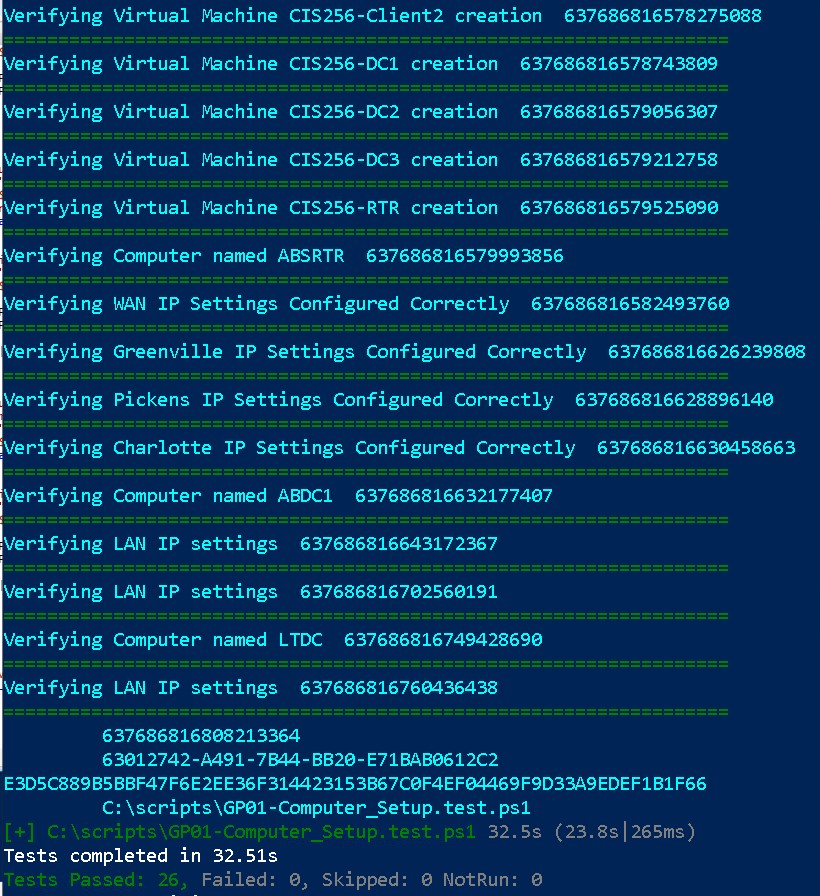 Verifying Virtual Machine CIS256-Client2 creation  637686816578275088
==================================================================
Verifying Virtual Machine CIS256-DC1 creation  637686816578743809
==================================================================
Verifying Virtual Machine CIS256-DC2 creation  637686816579056307
==================================================================
Verifying Virtual Machine CIS256-DC3 creation  637686816579212758
==================================================================
Verifying Virtual Machine CIS256-RTR creation  637686816579525090
==================================================================
Verifying Computer named ABSRTR  637686816579993856
==================================================================
Verifying WAN IP Settings Configured Correctly  637686816582493760
==================================================================
Verifying Greenville IP Settings Configured Correctly  637686816626239808
==================================================================
Verifying Pickens IP Settings Configured Correctly  637686816628896140
==================================================================
Verifying Charlotte IP Settings Configured Correctly  637686816630458663
==================================================================
Verifying Computer named ABDC1  637686816632177407
==================================================================
Verifying LAN IP settings  637686816643172367
==================================================================
Verifying LAN IP settings  637686816702560191
==================================================================
Verifying Computer named LTDC  637686816749428690
==================================================================
Verifying LAN IP settings  637686816760436438
==================================================================
637686816808213364
63012742-A491-7B44-BB20-E71BAB0612C2
E3D5C889B5BBF47F6E2EE36F314423153B67C0F4EF04469F9D33A9EDEF1B1F66
C:\scripts\GP01-Computer_Setup.test.ps1
[+] C:\scripts\GP01-Computer_Setup.test.ps1 32.5s (23.8s|265ms)
Tests completed in 32.51s
Tests Passed: 26, Failed: 0, Skipped: 0 NotRun: 0